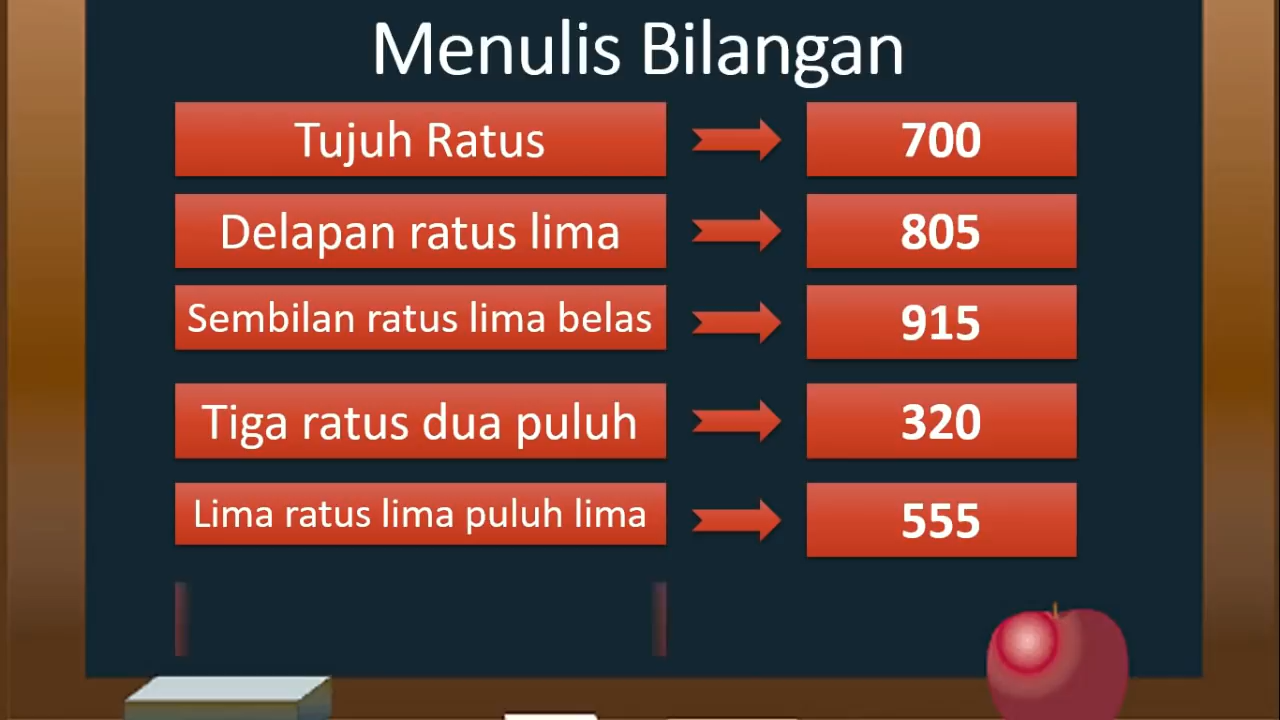 Menulis Bilangan
Tujuh Ratus 700
Delapan ratus lima 805
Sembilan ratus lima belas 915
Tiga ratus dua puluh 320
Lima ratus lima puluh lima 555